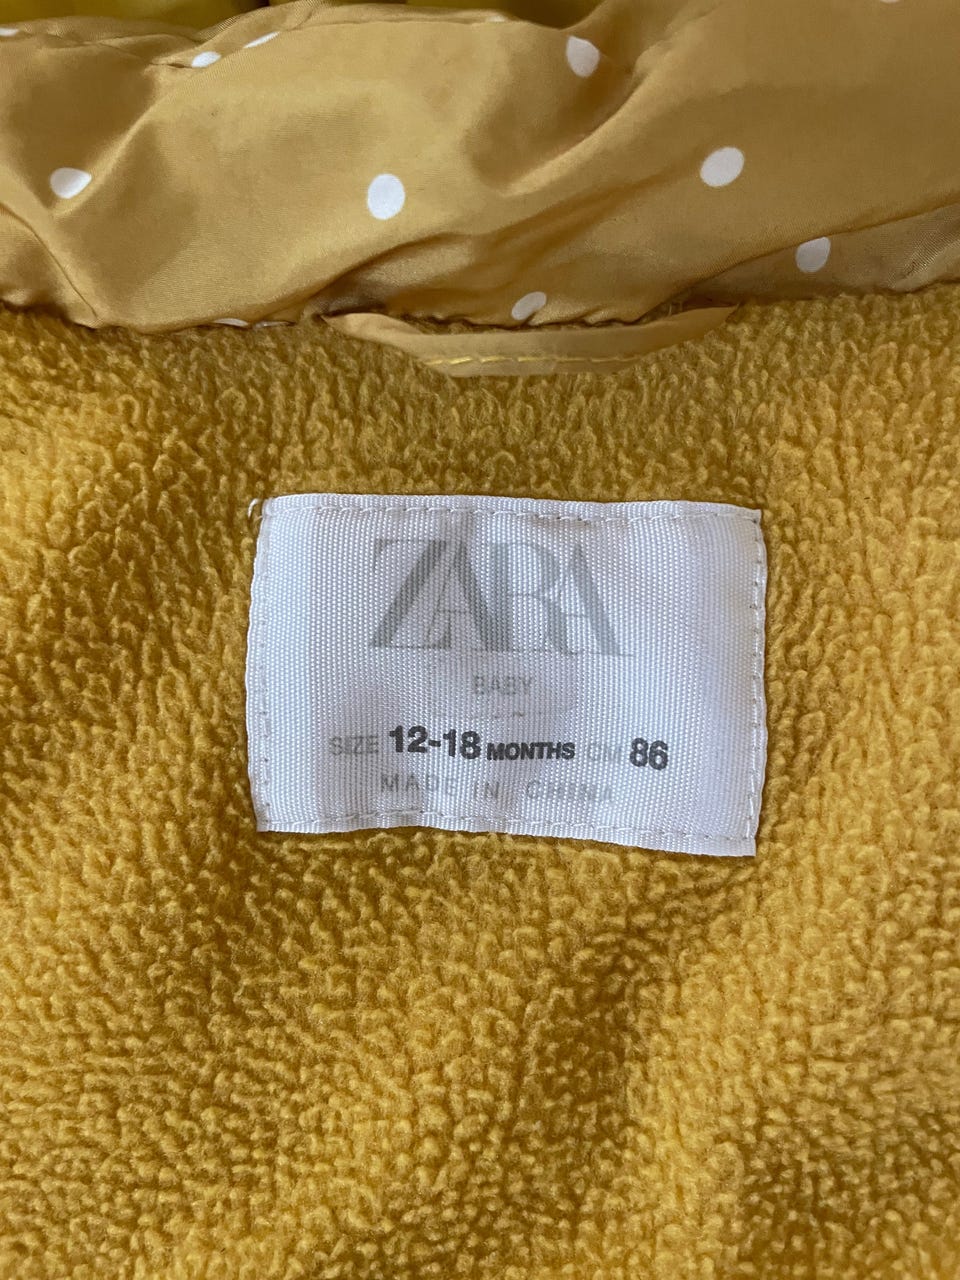 ZARA
BABY
SIZE 12-18 MONTHS CM 86
MADE IN CHINA